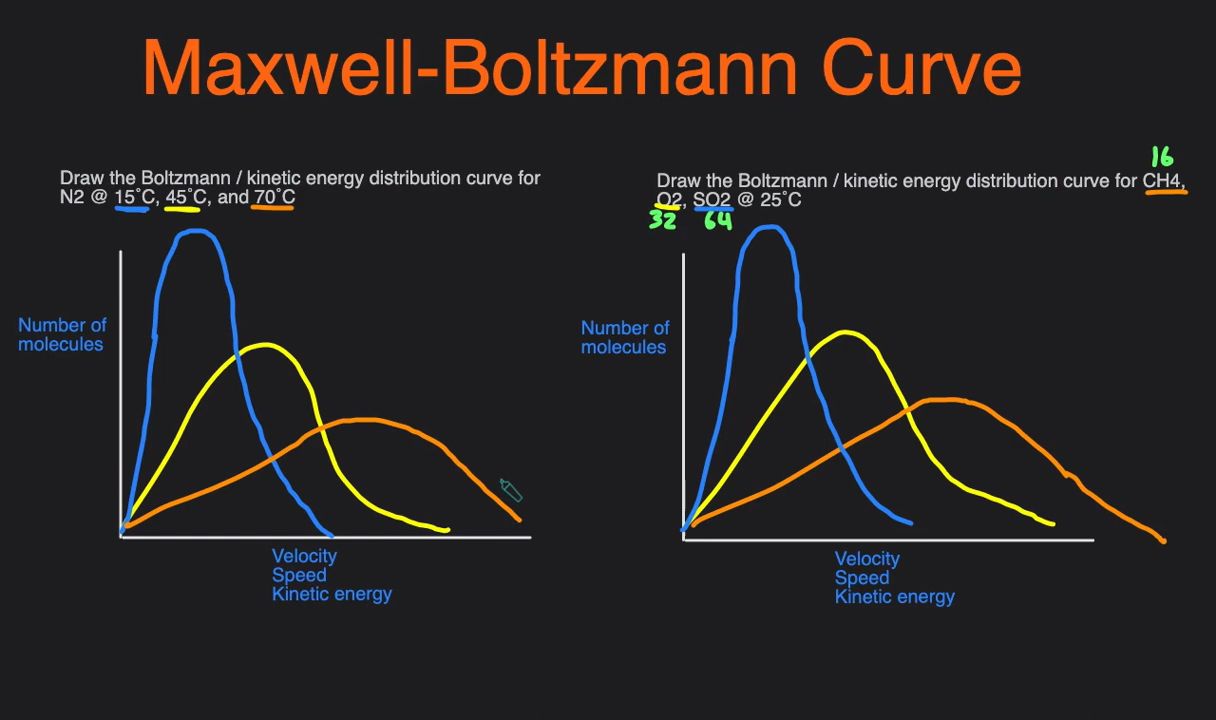 Maxwell-Boltzmann Curve
Draw the Boltzmann / kinetic energy distribution curve for
N2 @ 15˚C, 45˚C, and 70˚C
Number of
molecules
Velocity
Speed
Kinetic energy
16
Draw the Boltzmann / kinetic energy distribution curve for CH4,
O2, SO2 @ 25˚C
32 64
Number of
molecules
Velocity
Speed
Kinetic energy